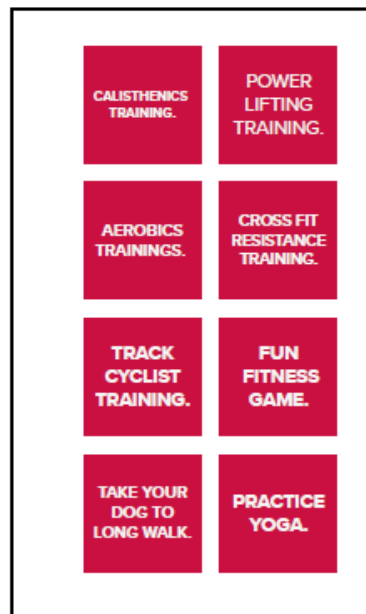 CALISTHENICS
TRAINING.
POWER
LIFTING
TRAINING.
AEROBICS
TRAININGS.
CROSS FIT
RESISTANCE
TRAINING.
TRACK
CYCLIST
TRAINING.
FUN
FITNESS
GAME.
TAKE YOUR
DOG TO
LONG WALK.
PRACTICE
YOGA.